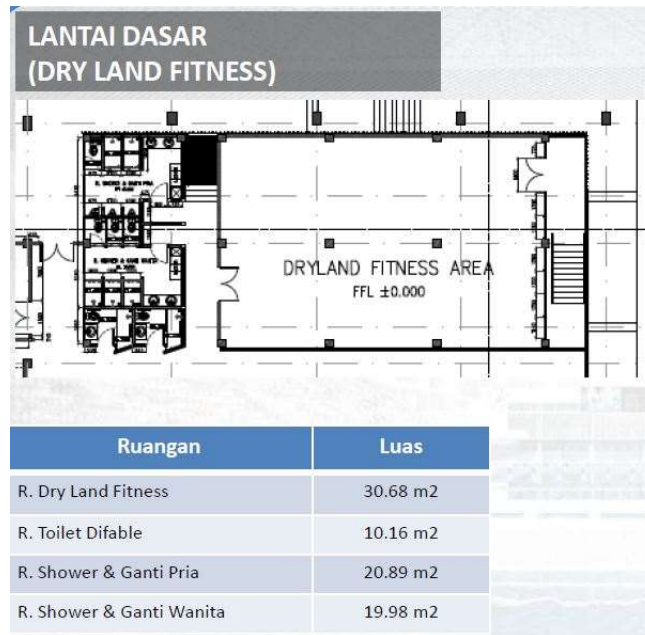 LANTAI DASAR
(DRY LAND FITNESS)
DRYLAND FITNESS AREA
FFL ±0.000
Ruangan Luas
R. Dry Land Fitness 30.68 m2
R. Toilet Difable 10.16 m2
R. Shower & Ganti Pria 20.89 m2
R. Shower & Ganti Wanita 19.98 m2